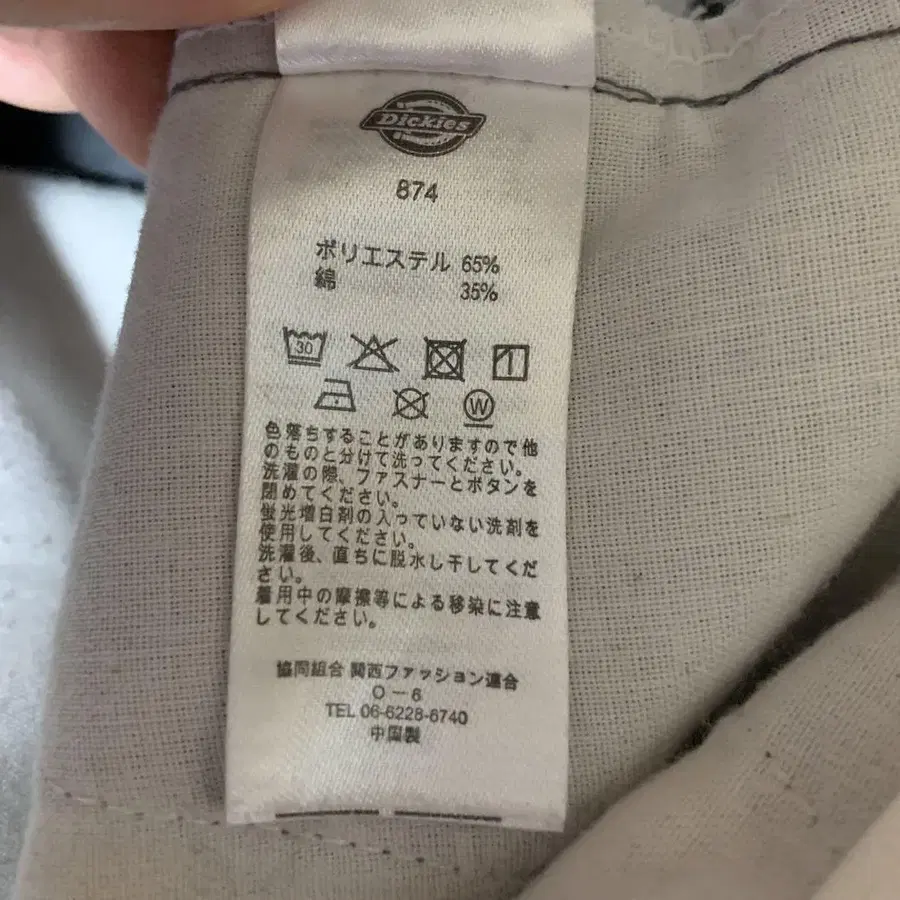 Dickies
874
ポリエステル 65%
綿 35%
30
W
色落ちすることがありますので他
のものと分けて洗ってください。
洗濯の際、ファスナーとボタンを
閉めてください。
蛍光増白剤の入っていない洗剤を
使用してください。
洗濯後、直ちに脱水し干してくだ
さい。
着用中の摩擦等による移染に注意
してください。
協同組合 関西ファッション連合
O－6
TEL 06-6228-6740
中国製